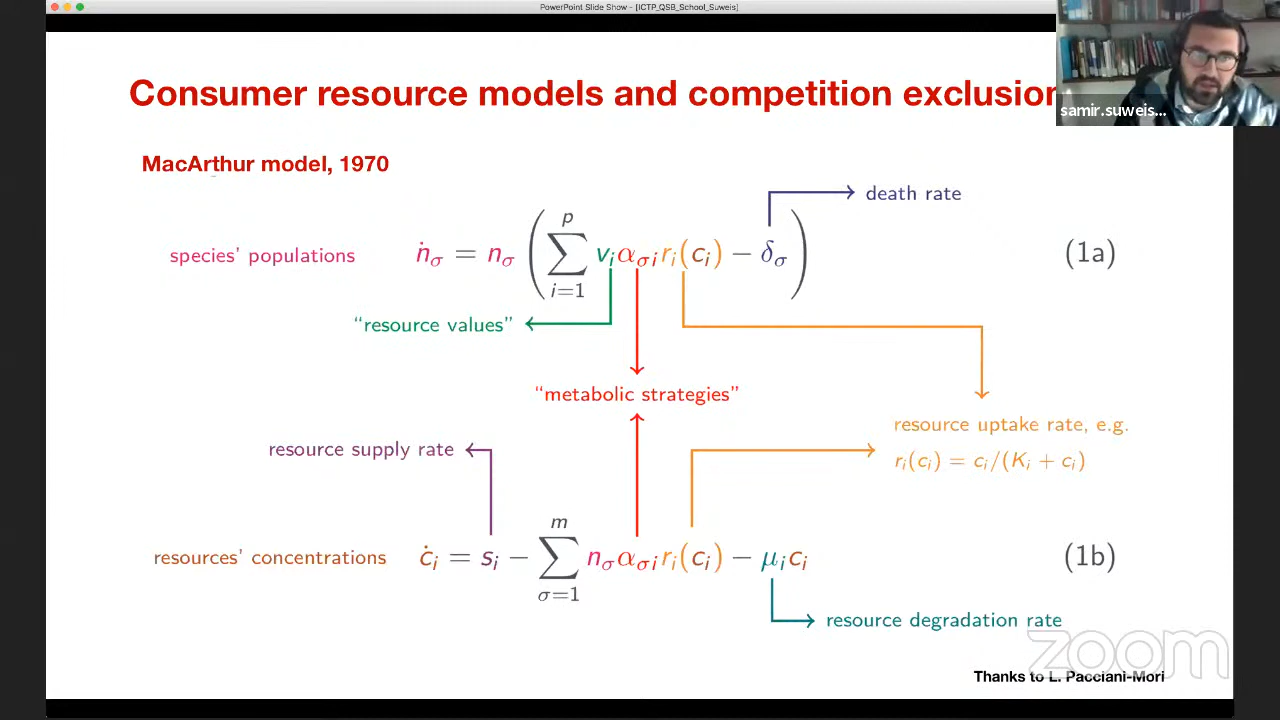 PowerPoint Slide Show - [ICTP_QSB_School_Suweis]
samir.suweis...
Consumer resource models and competition exclusion
MacArthur model, 1970
death rate
species' populations ṅ_σ = n_σ ( ∑_{i=1}^{p} v_i α_{σi} r_i(c_i) − δ_σ ) (1a)
“resource values”
“metabolic strategies”
resource uptake rate, e.g.
r_i(c_i) = c_i/(K_i + c_i)
resource supply rate
resources' concentrations ċ_i = s_i − ∑_{σ=1}^{m} n_σ α_{σi} r_i(c_i) − μ_i c_i (1b)
resource degradation rate
zoom
Thanks to L. Pacciani-Mori